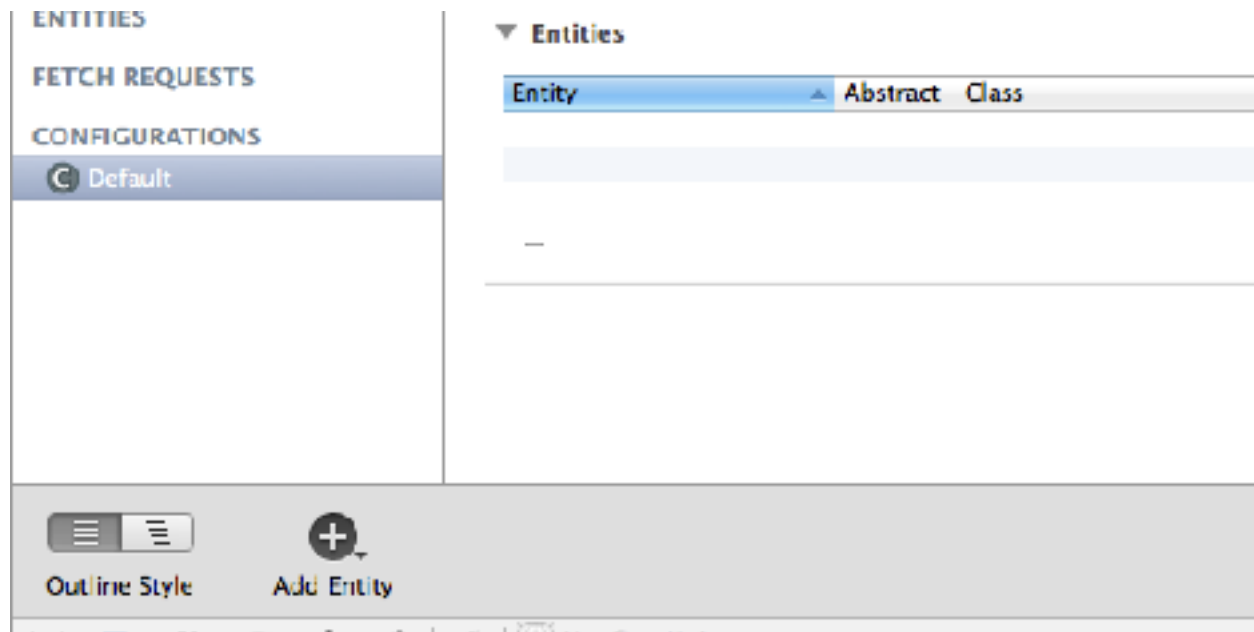 ENTITIES
FETCH REQUESTS
CONFIGURATIONS
C Default
Entities
Entity Abstract Class
Outline Style
Add Entity